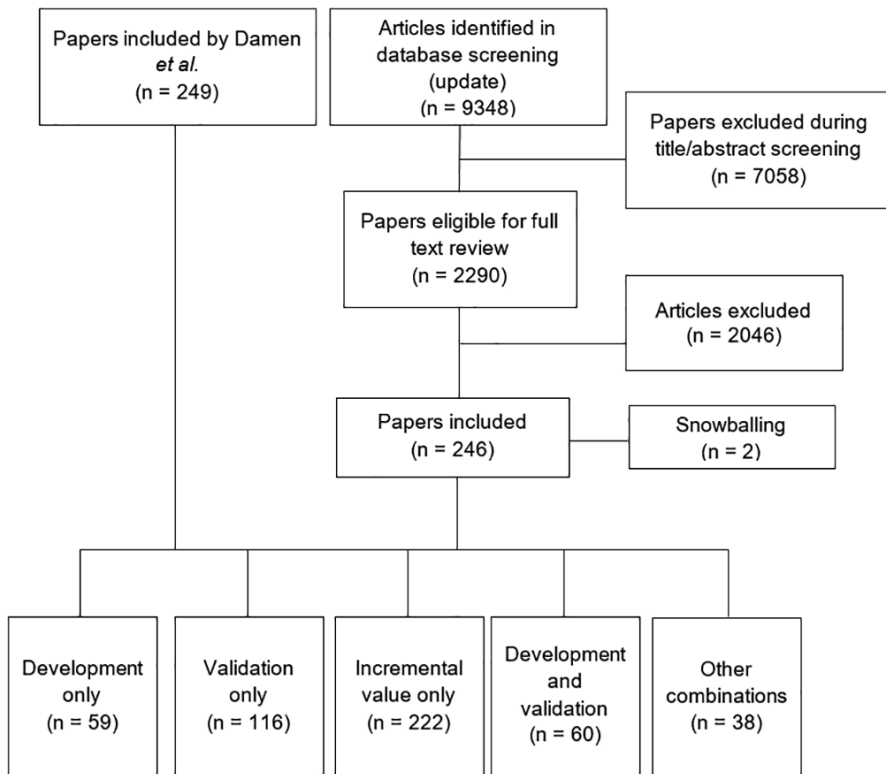 Papers included by Damen
et al.
(n = 249)
Articles identified in
database screening
(update)
(n = 9348)
Papers excluded during
title/abstract screening
(n = 7058)
Papers eligible for full
text review
(n = 2290)
Articles excluded
(n = 2046)
Papers included
(n = 246)
Snowballing
(n = 2)
Development
only
(n = 59)
Validation
only
(n = 116)
Incremental
value only
(n = 222)
Development
and
validation
(n = 60)
Other
combinations
(n = 38)